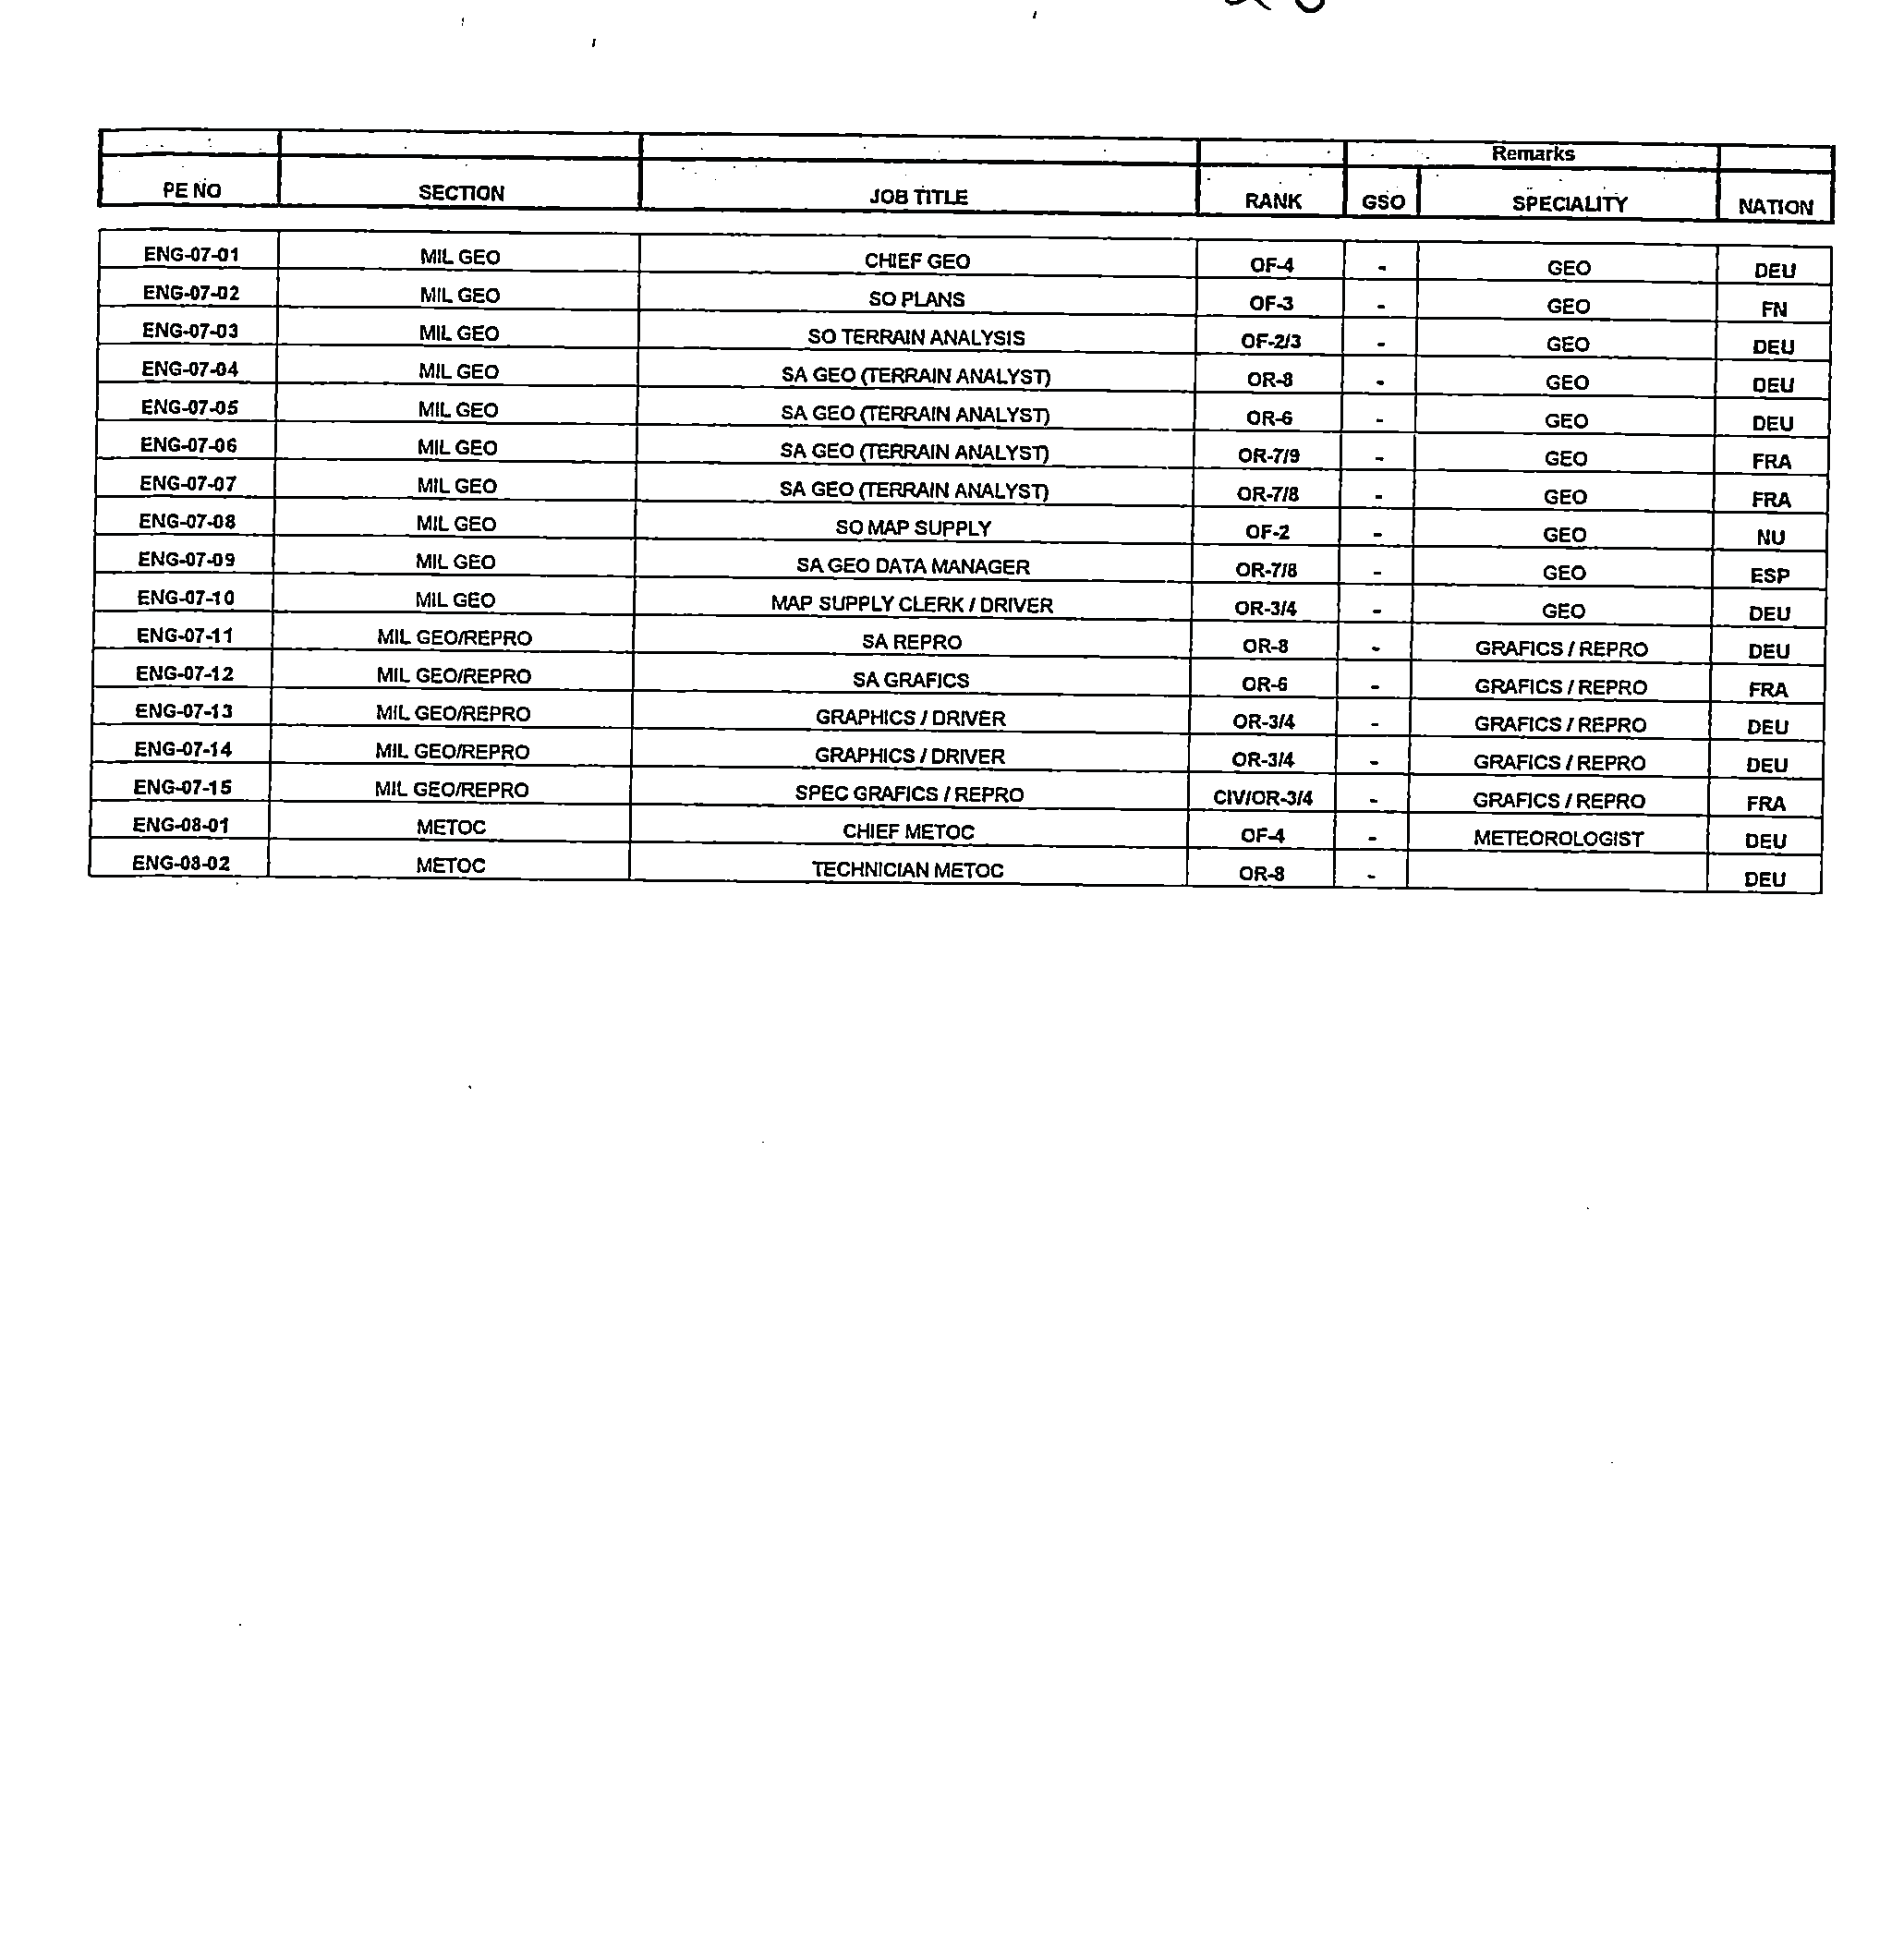 Remarks
PE NO SECTION JOB TITLE RANK GSO SPECIALITY NATION
ENG-07-01 MIL GEO CHIEF GEO OF-4 - GEO DEU
ENG-07-02 MIL GEO SO PLANS OF-3 - GEO FN
ENG-07-03 MIL GEO SO TERRAIN ANALYSIS OF-2/3 - GEO DEU
ENG-07-04 MIL GEO SA GEO (TERRAIN ANALYST) OR-8 - GEO DEU
ENG-07-05 MIL GEO SA GEO (TERRAIN ANALYST) OR-6 - GEO DEU
ENG-07-06 MIL GEO SA GEO (TERRAIN ANALYST) OR-7/9 - GEO FRA
ENG-07-07 MIL GEO SA GEO (TERRAIN ANALYST) OR-7/8 - GEO FRA
ENG-07-08 MIL GEO SO MAP SUPPLY OF-2 - GEO NU
ENG-07-09 MIL GEO SA GEO DATA MANAGER OR-7/8 - GEO ESP
ENG-07-10 MIL GEO MAP SUPPLY CLERK / DRIVER OR-3/4 - GEO DEU
ENG-07-11 MIL GEO/REPRO SA REPRO OR-8 - GRAFICS / REPRO DEU
ENG-07-12 MIL GEO/REPRO SA GRAFICS OR-6 - GRAFICS / REPRO FRA
ENG-07-13 MIL GEO/REPRO GRAPHICS / DRIVER OR-3/4 - GRAFICS / REPRO DEU
ENG-07-14 MIL GEO/REPRO GRAPHICS / DRIVER OR-3/4 - GRAFICS / REPRO DEU
ENG-07-15 MIL GEO/REPRO SPEC GRAFICS / REPRO CIV/OR-3/4 - GRAFICS / REPRO FRA
ENG-08-01 METOC CHIEF METOC OF-4 - METEOROLOGIST DEU
ENG-08-02 METOC TECHNICIAN METOC OR-8 - DEU